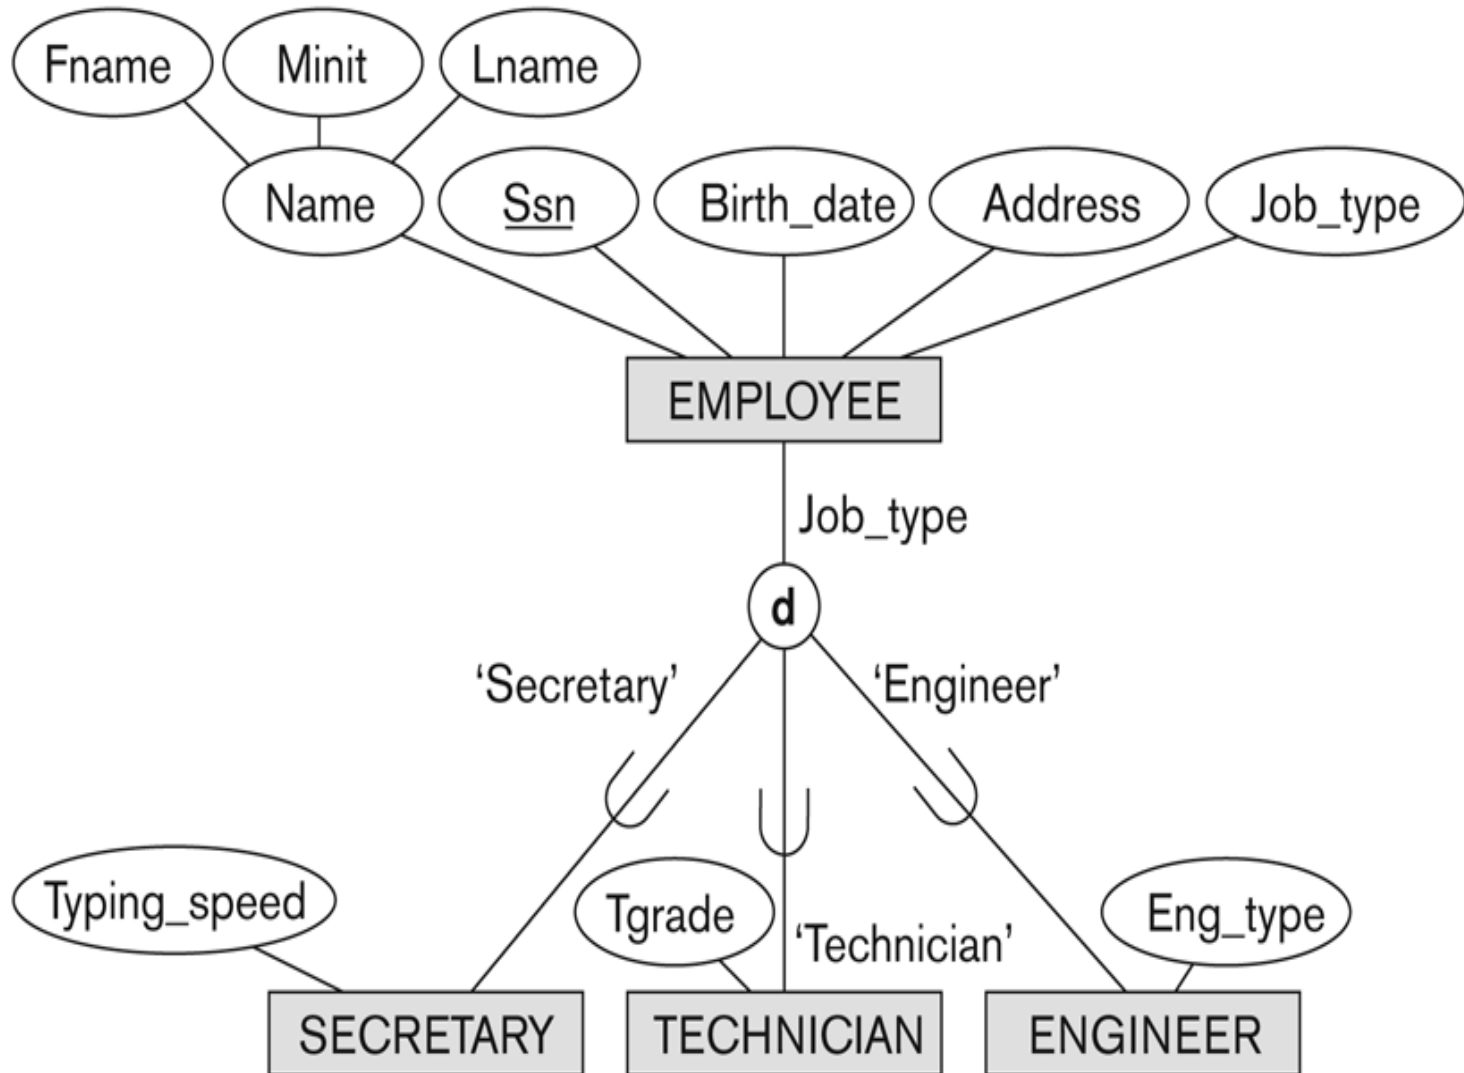 Fname Minit Lname
Name Ssn Birth_date Address Job_type
EMPLOYEE
Job_type
d
‘Secretary’ ‘Engineer’
Typing_speed Tgrade Eng_type
‘Technician’
SECRETARY TECHNICIAN ENGINEER